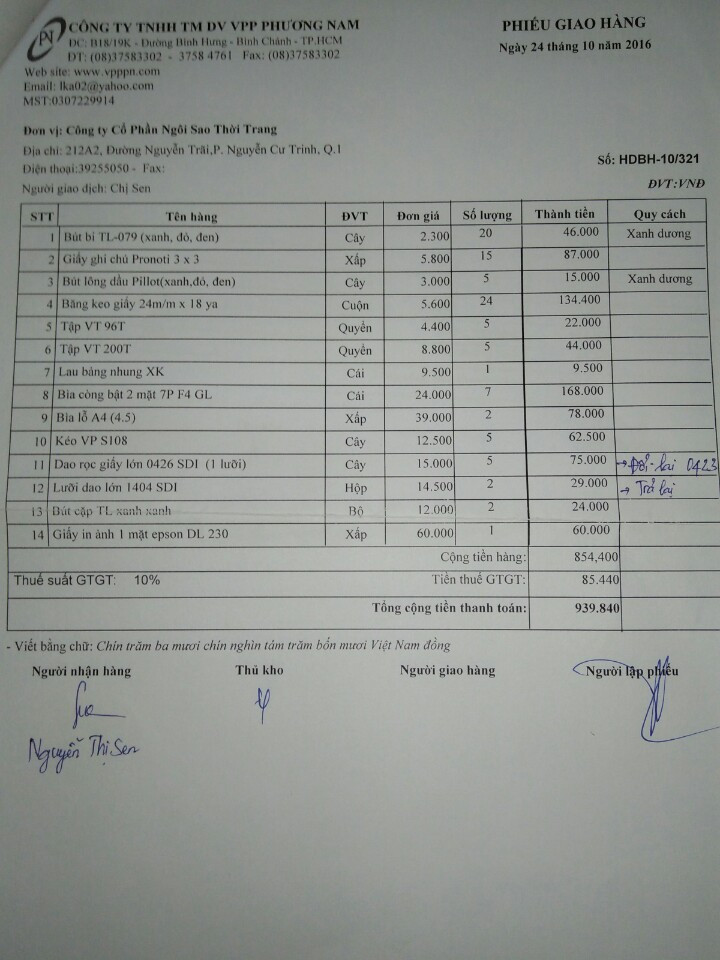 CÔNG TY TNHH TM DV VPP PHƯƠNG NAM
PN
ĐC: B18/19K - Đường Bình Hưng - Bình Chánh - TP.HCM
ĐT: (08)37583302 - 3758 4761 Fax: (08)37583302
Web site: www.vpppn.com
Email: lka02@yahoo.com
MST:0307229914
PHIẾU GIAO HÀNG
Ngày 24 tháng 10 năm 2016
Đơn vị: Công ty Cổ Phần Ngôi Sao Thời Trang
Địa chỉ: 212A2, Đường Nguyễn Trãi,P. Nguyễn Cư Trinh, Q.1
Điện thoại:39255050 - Fax:
Người giao dịch: Chị Sen
Số: HDBH-10/321
ĐVT:VNĐ
STT Tên hàng ĐVT Đơn giá Số lượng Thành tiền Quy cách
1 Bút bi TL-079 (xanh, đỏ, đen) Cây 2.300 20 46.000 Xanh dương
2 Giấy ghi chú Pronoti 3 x 3 Xấp 5.800 15 87.000
3 Bút lông dầu Pillot(xanh,đỏ, đen) Cây 3.000 5 15.000 Xanh dương
4 Băng keo giấy 24m/m x 18 ya Cuộn 5.600 24 134.400
5 Tập VT 96T Quyển 4.400 5 22.000
6 Tập VT 200T Quyển 8.800 5 44.000
7 Lau bảng nhung XK Cái 9.500 1 9.500
8 Bìa còng bật 2 mặt 7P F4 GL Cái 24.000 7 168.000
9 Bìa lỗ A4 (4.5) Xấp 39.000 2 78.000
10 Kéo VP S108 Cây 12.500 5 62.500
11 Dao rọc giấy lớn 0426 SDI (1 lưỡi) Cây 15.000 5 75.000 → Đổi lại 0423
12 Lưỡi dao lớn 1404 SDI Hộp 14.500 2 29.000 → Trả lại
13 Bút cặp TL xanh xanh Bộ 12.000 2 24.000
14 Giấy in ảnh 1 mặt epson DL 230 Xấp 60.000 1 60.000
Cộng tiền hàng: 854,400
Thuế suất GTGT: 10% Tiền thuế GTGT: 85.440
Tổng cộng tiền thanh toán: 939.840
- Viết bằng chữ: Chín trăm ba mươi chín nghìn tám trăm bốn mươi Việt Nam đồng
Người nhận hàng Thủ kho Người giao hàng Người lập phiếu
Nguyễn Thị Sen